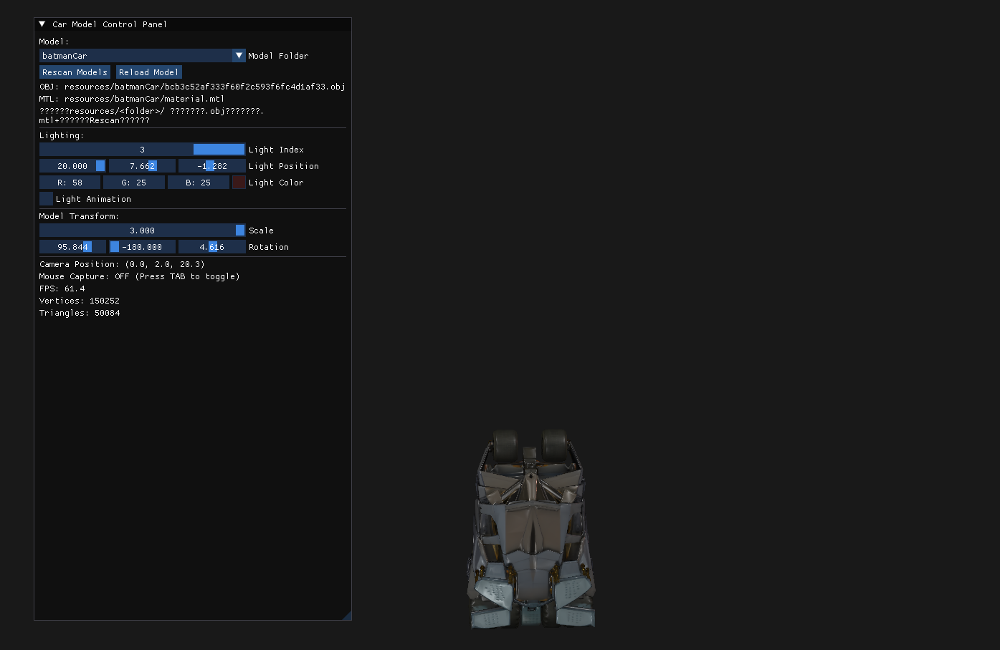 Car Model Control Panel
Model:
batmanCar Model Folder
Rescan Models Reload Model
OBJ: resources/batmanCar/bcb3c52af333f60f2c593f6fc4d1af33.obj
MTL: resources/batmanCar/material.mtl
??????resources/<folder>/ ???????.obj???????.
mtl+??????Rescan??????
Lighting:
3 Light Index
20.000 7.662 -1.282 Light Position
R: 58 G: 25 B: 25 Light Color
Light Animation
Model Transform:
3.000 Scale
95.844 -180.000 4.616 Rotation
Camera Position: (0.0, 2.0, 20.3)
Mouse Capture: OFF (Press TAB to toggle)
FPS: 61.4
Vertices: 150252
Triangles: 50084